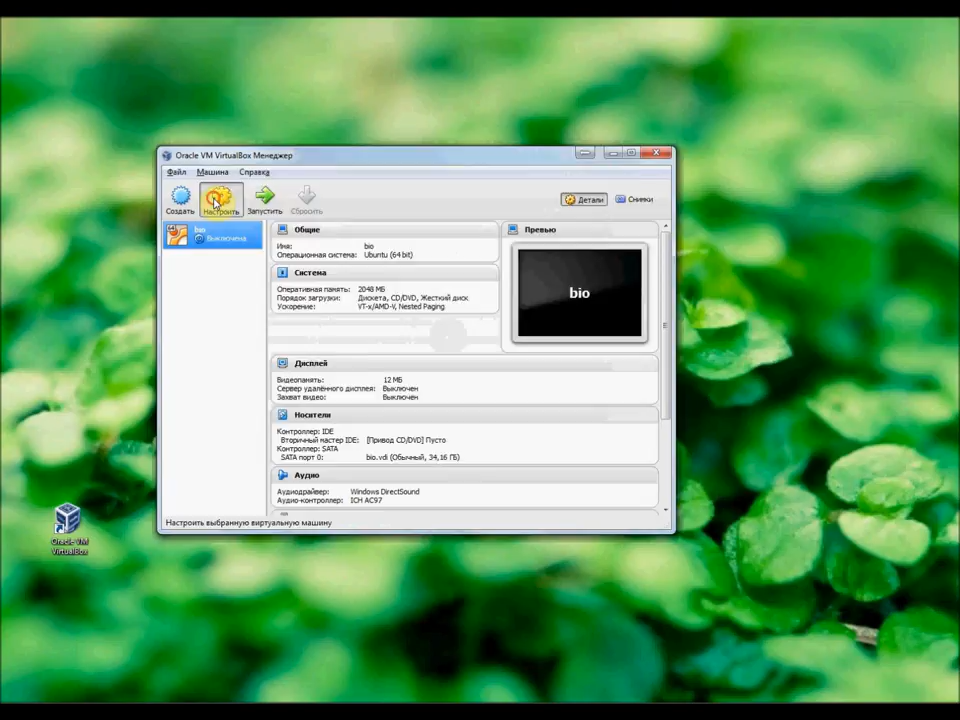 Oracle VM VirtualBox Менеджер
Файл Машина Справка
Создать Настроить Запустить Сбросить
Детали Снимки
bio
Выключена
Общие
Имя: bio
Операционная система: Ubuntu (64 bit)
Система
Оперативная память: 2048 МБ
Порядок загрузки: Дискета, CD/DVD, Жесткий диск
Ускорение: VT-x/AMD-V, Nested Paging
Превью
bio
Дисплей
Видеопамять: 12 МБ
Сервер удалённого дисплея: Выключен
Захват видео: Выключен
Носители
Контроллер: IDE
Вторичный мастер IDE: [Привод CD/DVD] Пусто
Контроллер: SATA
SATA порт 0: bio.vdi (Обычный, 34,16 ГБ)
Аудио
Аудиодрайвер: Windows DirectSound
Аудио-контроллер: ICH AC97
Настроить выбранную виртуальную машину
Oracle VM
VirtualBox